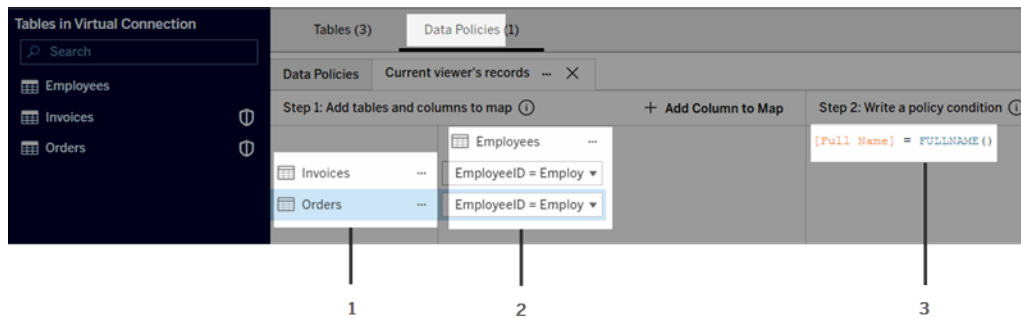 Tables in Virtual Connection
Search
Employees
Invoices
Orders
Tables (3)
Data Policies (1)
Data Policies
Current viewer's records
Step 1: Add tables and columns to map
+ Add Column to Map
Step 2: Write a policy condition
Employees
Invoices
EmployeeID = Employ
Orders
EmployeeID = Employ
[Full Name] = FULLNAME()
1
2
3